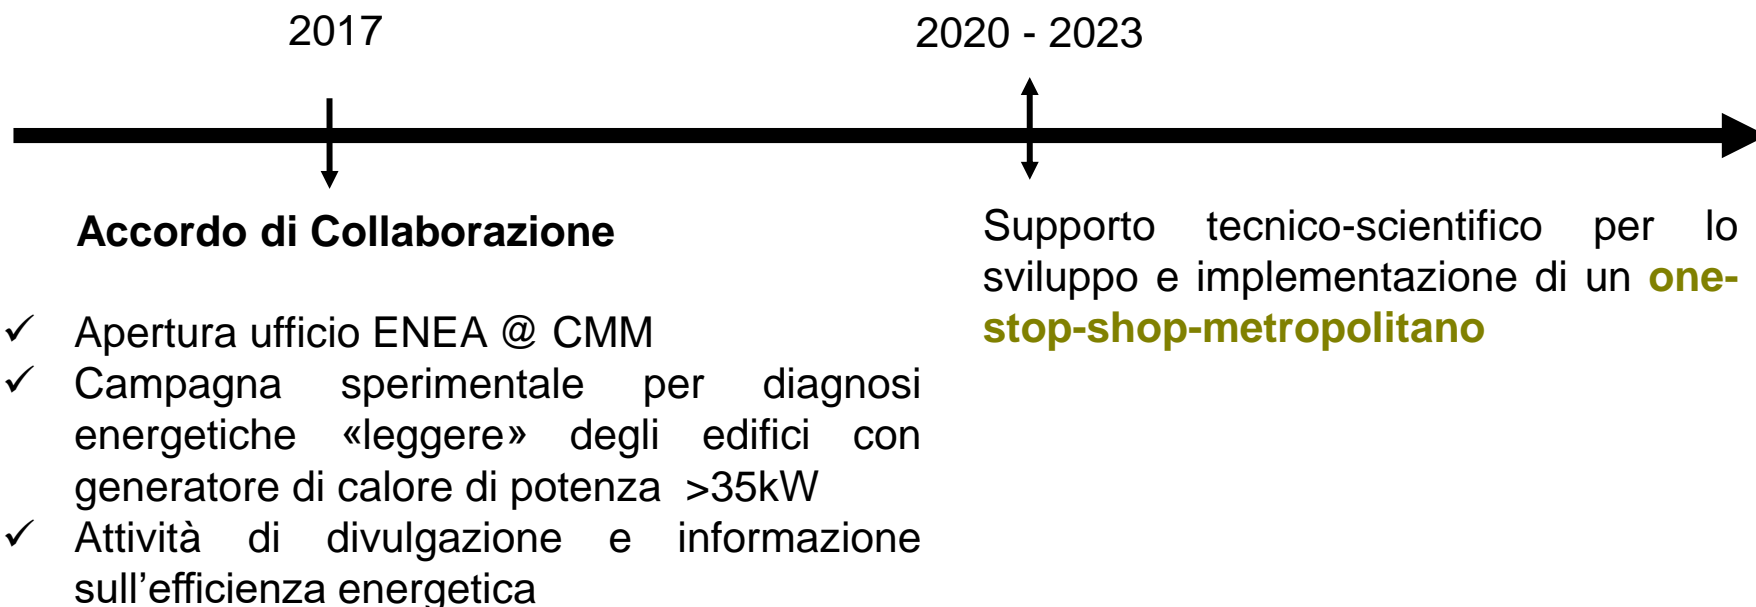 2017
2020 - 2023
Accordo di Collaborazione
✓ Apertura ufficio ENEA @ CMM
✓ Campagna sperimentale per diagnosi
energetiche «leggere» degli edifici con
generatore di calore di potenza >35kW
✓ Attività di divulgazione e informazione
sull'efficienza energetica
Supporto tecnico-scientifico per lo
sviluppo e implementazione di un one-
stop-shop-metropolitano